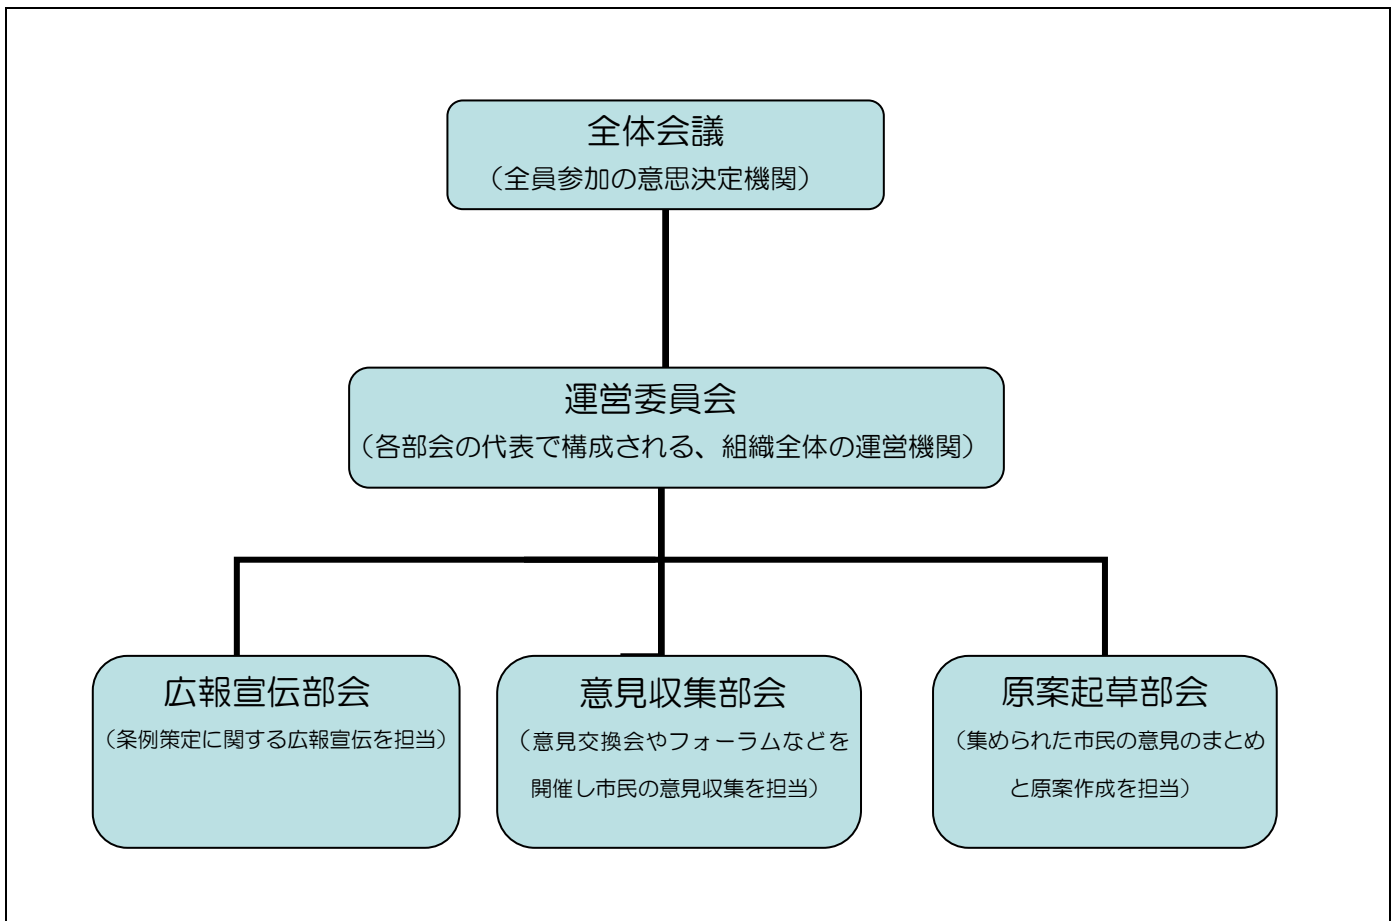 全体会議
（全員参加の意思決定機関）
運営委員会
（各部会の代表で構成される、組織全体の運営機関）
広報宣伝部会
（条例策定に関する広報宣伝を担当）
意見収集部会
（意見交換会やフォーラムなどを
開催し市民の意見収集を担当）
原案起草部会
（集められた市民の意見のまとめ
と原案作成を担当）